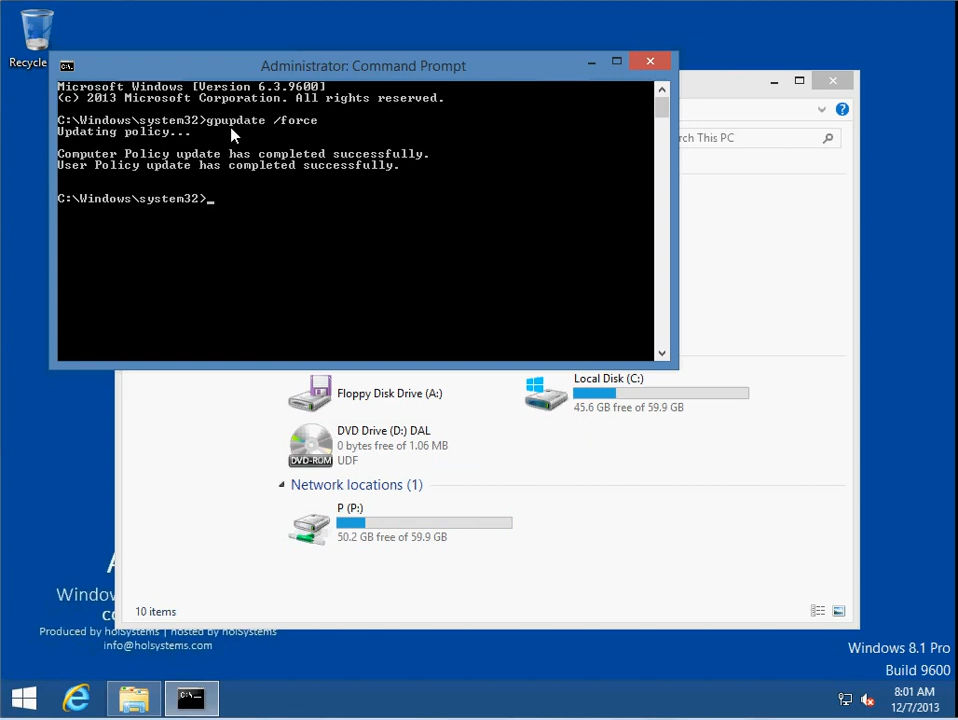 Recycle
C:\.
Administrator: Command Prompt
Microsoft Windows [Version 6.3.9600]
(c) 2013 Microsoft Corporation. All rights reserved.
C:\Windows\system32>gpupdate /force
Updating policy...
Computer Policy update has completed successfully.
User Policy update has completed successfully.
C:\Windows\system32>_
rch This PC
Floppy Disk Drive (A:)
Local Disk (C:)
45.6 GB free of 59.9 GB
DVD Drive (D:) DAL
0 bytes free of 1.06 MB
UDF
DVD-ROM
Network locations (1)
P (P:)
50.2 GB free of 59.9 GB
10 items
Produced by holSystems | hosted by holSystems
info@holsystems.com
Windows 8.1 Pro
Build 9600
C:\.
8:01 AM
12/7/2013